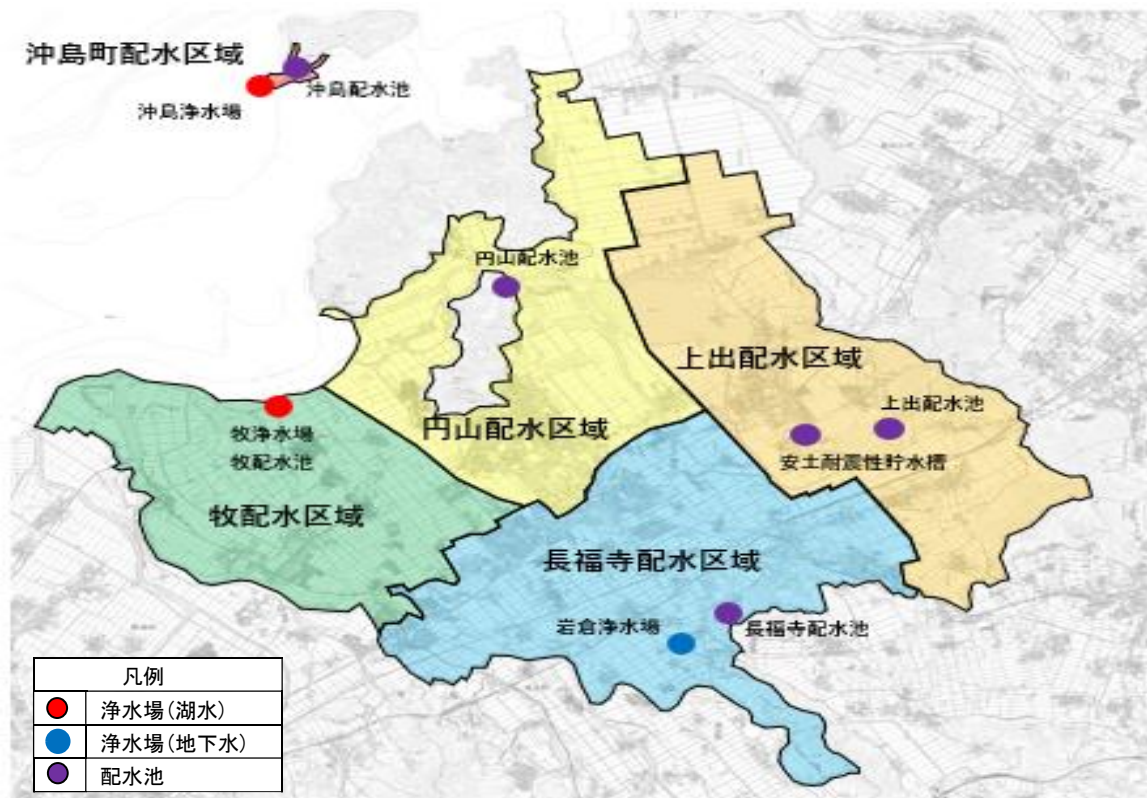 沖島町配水区域
沖島配水池
沖島浄水場
円山配水池
上出配水区域
上出配水池
円山配水区域
牧浄水場
牧配水池
安土耐震性貯水槽
牧配水区域
長福寺配水区域
岩倉浄水場
長福寺配水池
凡例
浄水場(湖水)
浄水場(地下水)
配水池